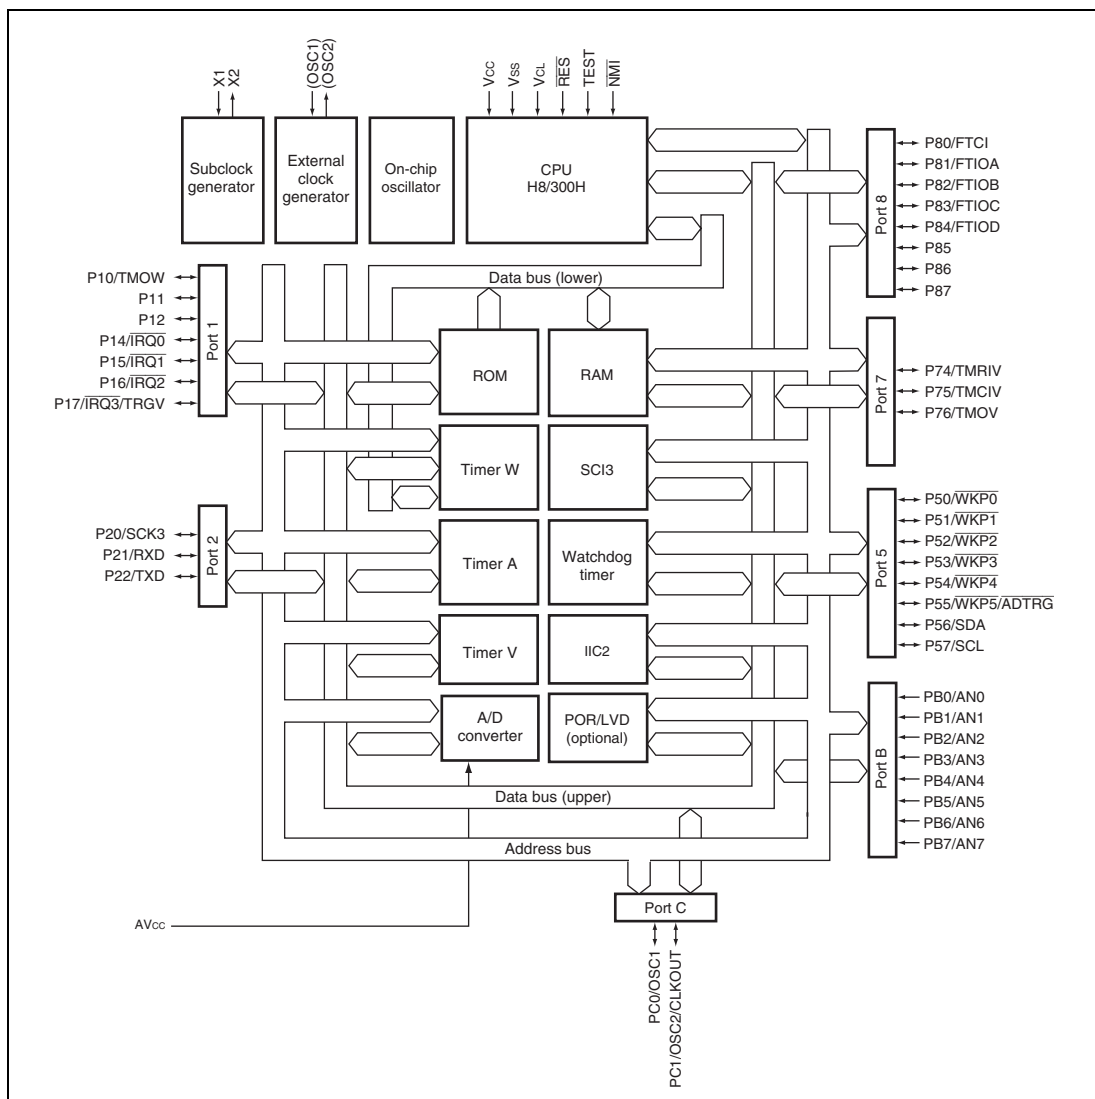 X1
X2
(OSC1)
(OSC2)
VCC
VSS
VCL
RES
TEST
NMI
Subclock
generator
External
clock
generator
On-chip
oscillator
CPU
H8/300H
P80/FTCI
P81/FTIOA
P82/FTIOB
P83/FTIOC
P84/FTIOD
P85
P86
P87
Port 8
Data bus (lower)
P10/TMOW
P11
P12
P14/IRQ0
P15/IRQ1
P16/IRQ2
P17/IRQ3/TRGV
Port 1
ROM
RAM
Port 7
P74/TMRIV
P75/TMCIV
P76/TMOV
Timer W
SCI3
P20/SCK3
P21/RXD
P22/TXD
Port 2
Timer A
Watchdog
timer
Port 5
P50/WKP0
P51/WKP1
P52/WKP2
P53/WKP3
P54/WKP4
P55/WKP5/ADTRG
P56/SDA
P57/SCL
Timer V
IIC2
A/D
converter
POR/LVD
(optional)
Port B
PB0/AN0
PB1/AN1
PB2/AN2
PB3/AN3
PB4/AN4
PB5/AN5
PB6/AN6
PB7/AN7
Data bus (upper)
Address bus
AVCC
Port C
PC0/OSC1
PC1/OSC2/CLKOUT